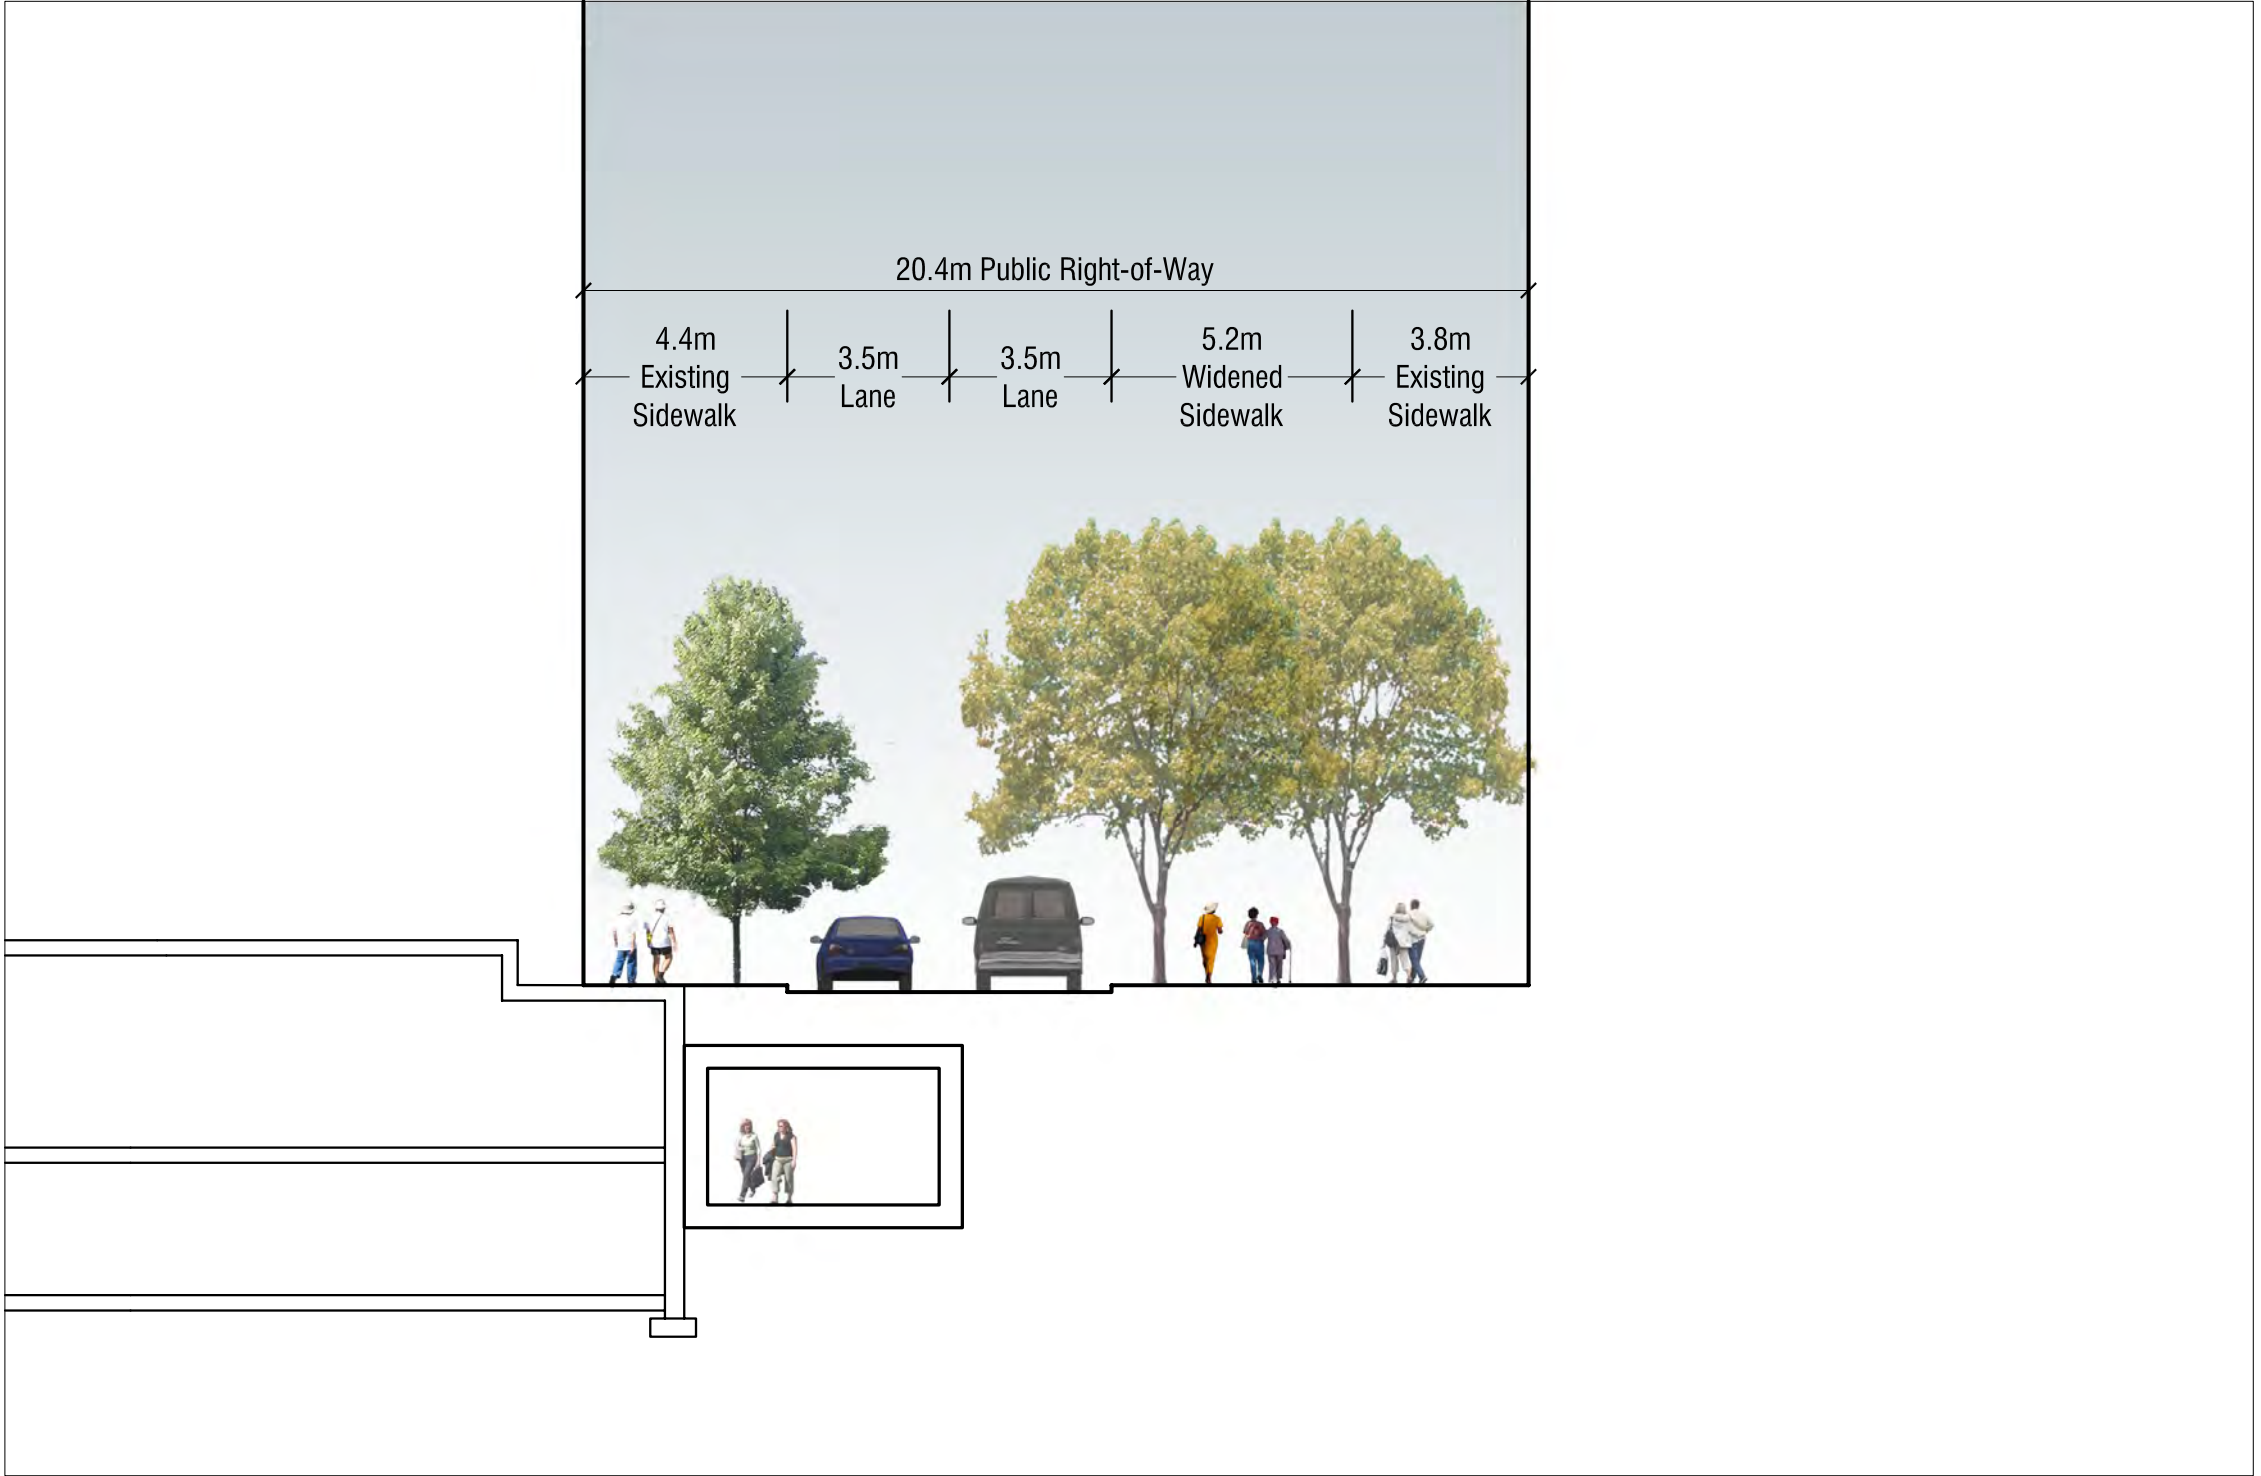 20.4m Public Right-of-Way
4.4m
Existing
Sidewalk
3.5m
Lane
3.5m
Lane
5.2m
Widened
Sidewalk
3.8m
Existing
Sidewalk